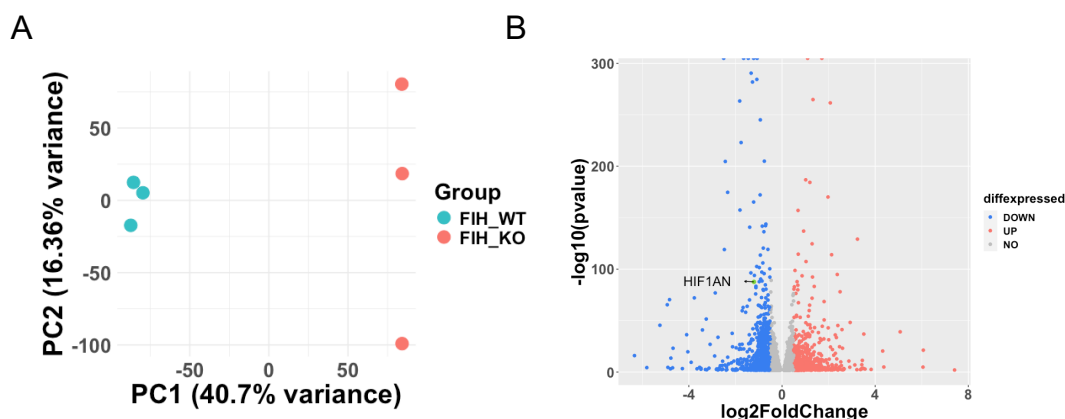 A
PC2 (16.36% variance)
50
0
-50
-100
-50
0
50
PC1 (40.7% variance)
Group
FIH_WT
FIH_KO
B
-log10(pvalue)
300
200
100
0
HIF1AN
-4
0
4
8
log2FoldChange
diffexpressed
DOWN
UP
NO